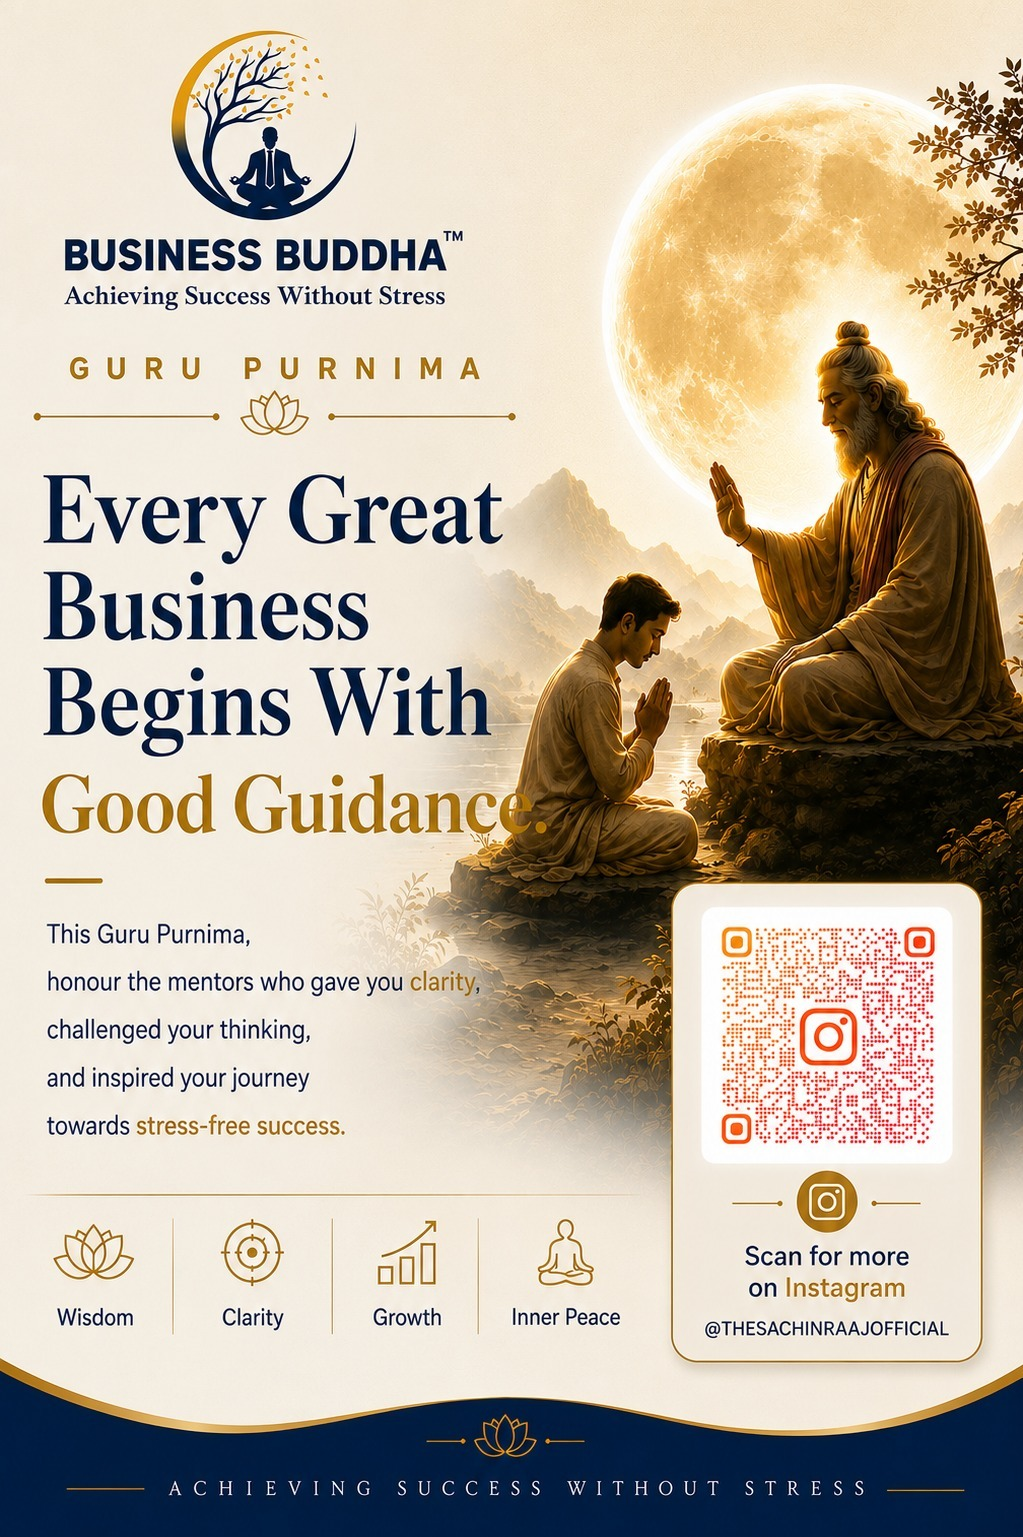 BUSINESS BUDDHA™
Achieving Success Without Stress
GURU PURNIMA
Every Great
Business
Begins With
Good Guidance.
This Guru Purnima,
honour the mentors who gave you clarity,
challenged your thinking,
and inspired your journey
towards stress-free success.
Wisdom
Clarity
Growth
Inner Peace
Scan for more
on Instagram
@THESACHINRAAJOFFICIAL
ACHIEVING SUCCESS WITHOUT STRESS